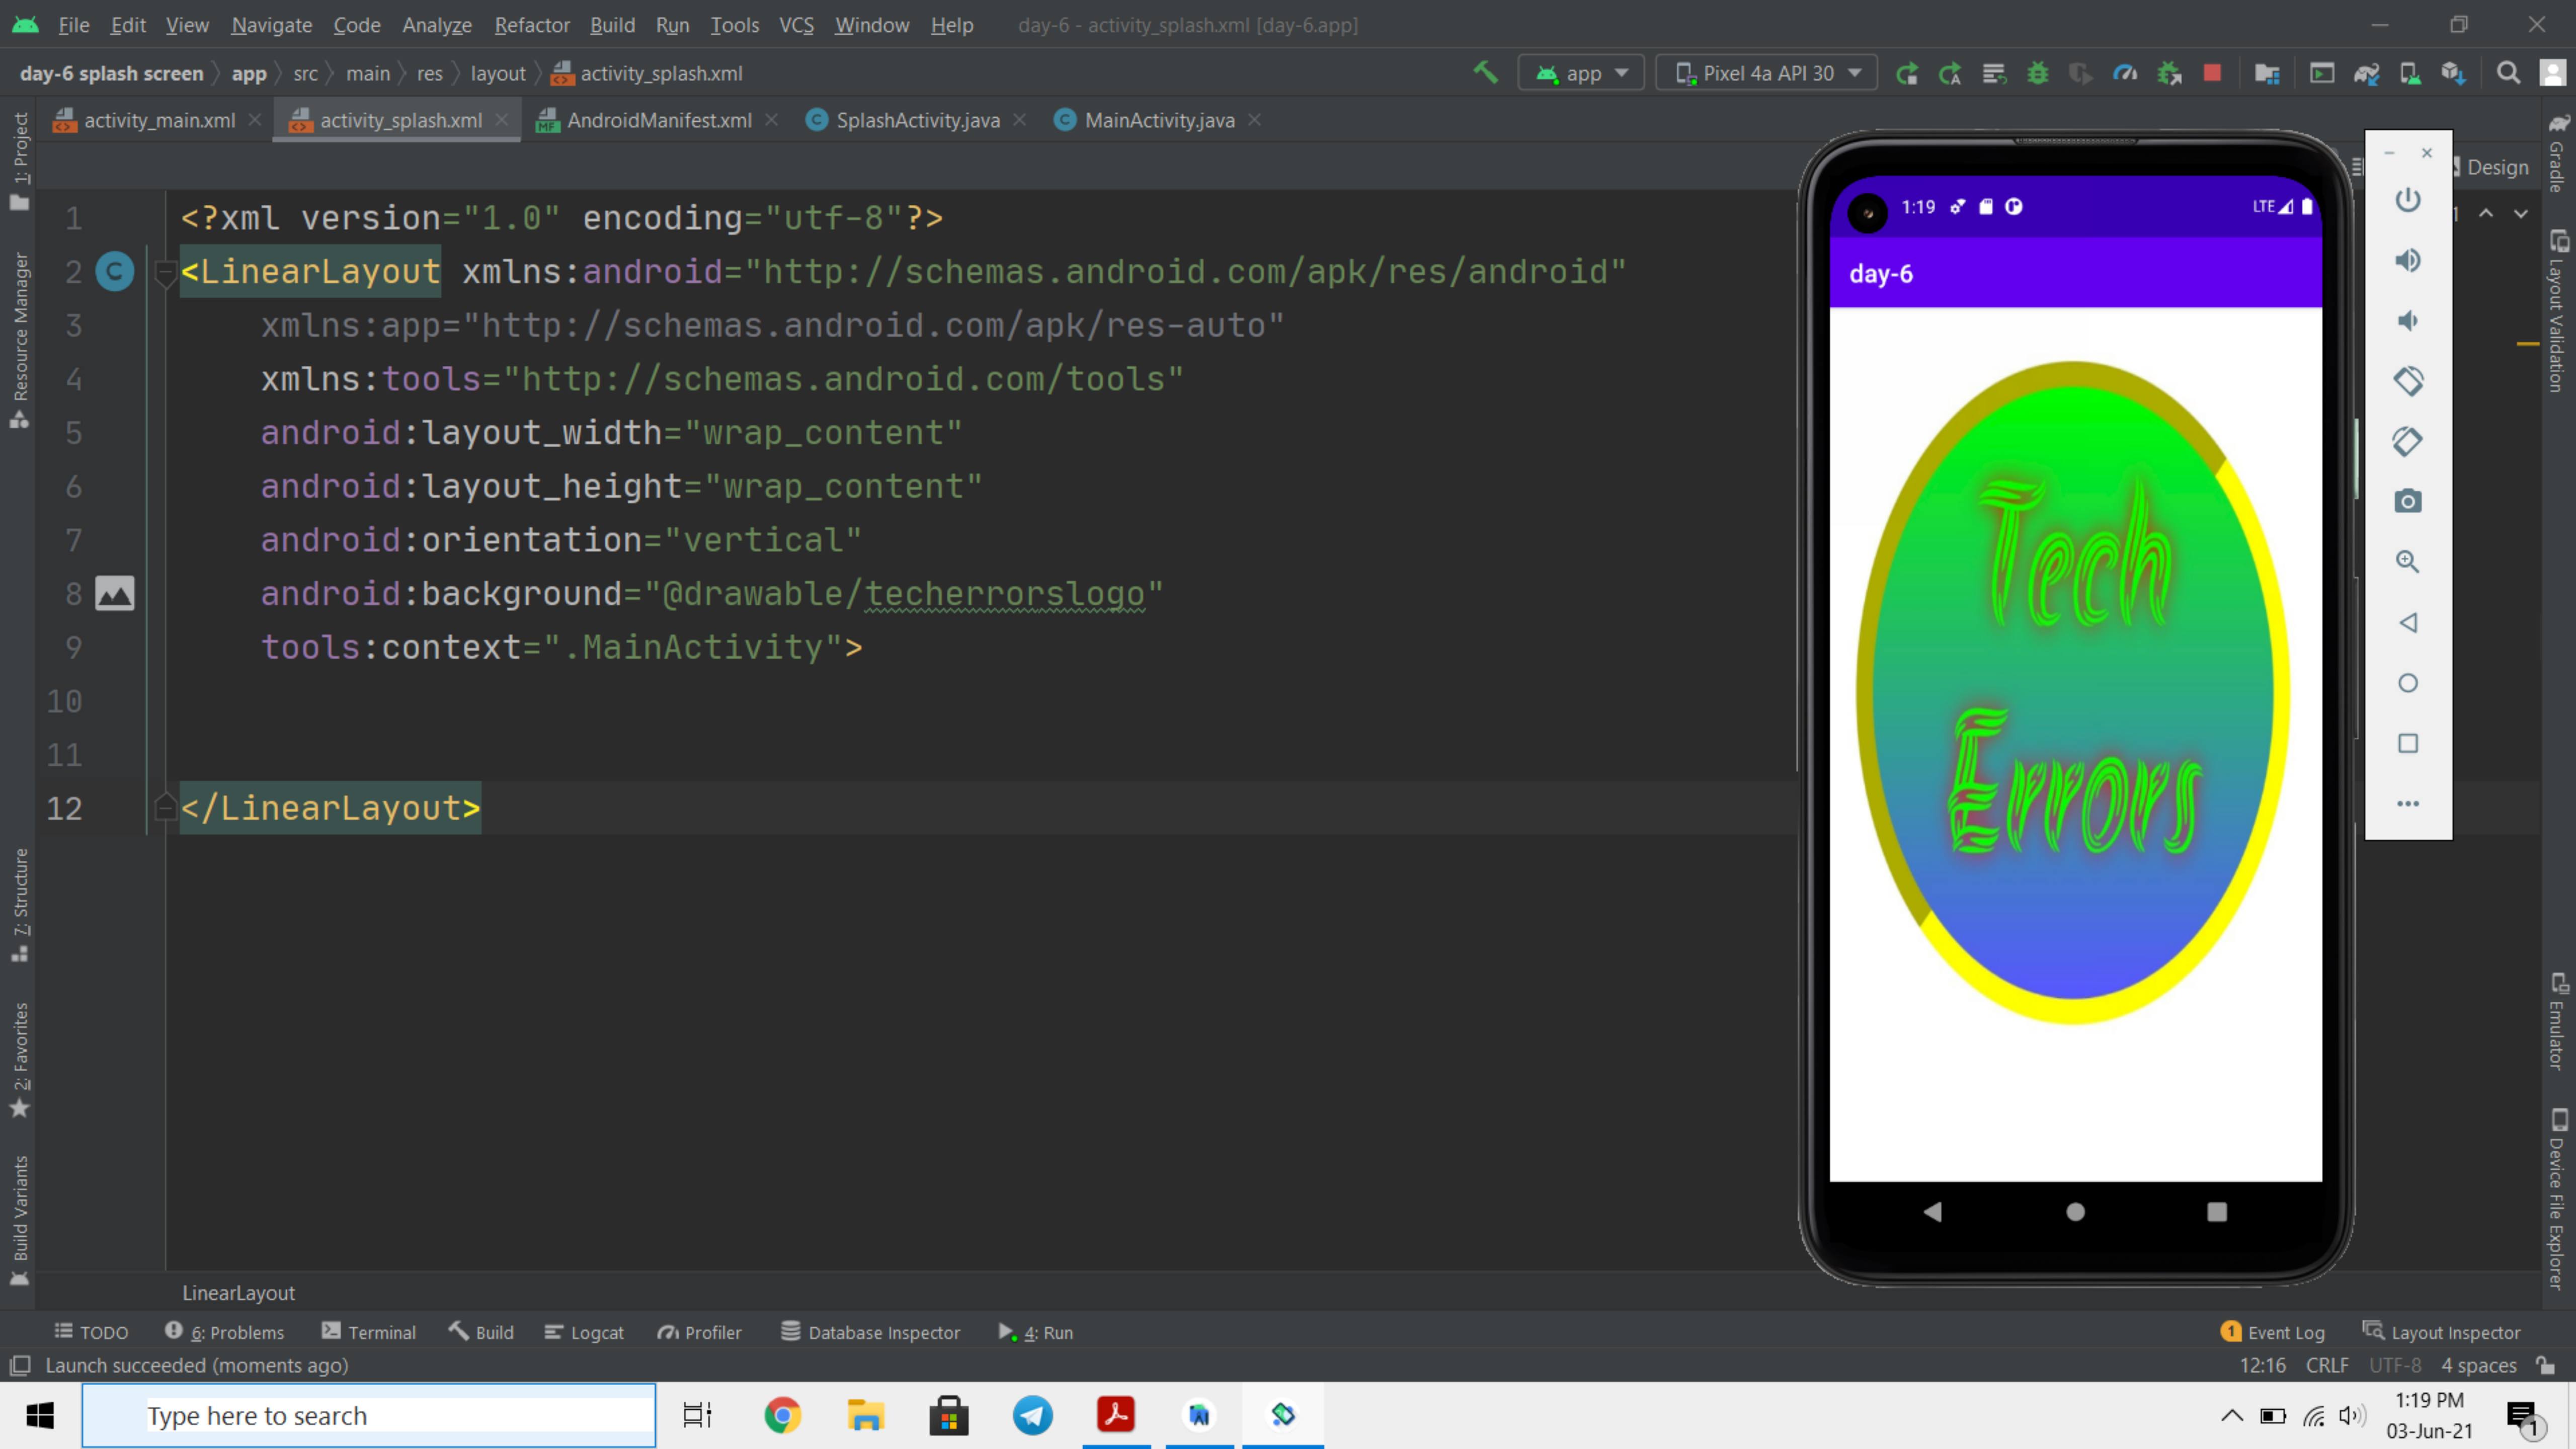 File Edit View Navigate Code Analyze Refactor Build Run Tools VCS Window Help day-6 - activity_splash.xml [day-6.app]
day-6 splash screen app src main res layout activity_splash.xml app Pixel 4a API 30
activity_main.xml activity_splash.xml AndroidManifest.xml SplashActivity.java MainActivity.java
Design
1 <?xml version="1.0" encoding="utf-8"?>
2 <LinearLayout xmlns:android="http://schemas.android.com/apk/res/android"
3 xmlns:app="http://schemas.android.com/apk/res-auto"
4 xmlns:tools="http://schemas.android.com/tools"
5 android:layout_width="wrap_content"
6 android:layout_height="wrap_content"
7 android:orientation="vertical"
8 android:background="@drawable/techerrorslogo"
9 tools:context=".MainActivity">
10
11
12 </LinearLayout>
1: Project
Resource Manager
7: Structure
2: Favorites
Build Variants
1:19 LTE
day-6
Tech
Errors
1
Gradle
Layout Validation
Emulator
Device File Explorer
LinearLayout
TODO 6: Problems Terminal Build Logcat Profiler Database Inspector 4: Run 1 Event Log Layout Inspector
Launch succeeded (moments ago) 12:16 CRLF UTF-8 4 spaces
Type here to search
1:19 PM
03-Jun-21
1